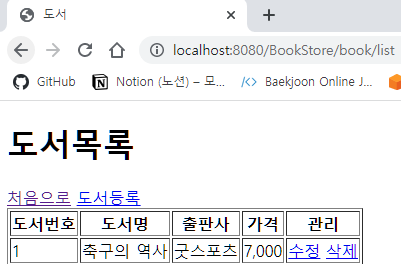 도서
localhost:8080/BookStore/book/list
GitHub Notion (노션) – 모... Baekjoon Online J...
도서목록
처음으로 도서등록
도서번호 도서명 출판사 가격 관리
1 축구의 역사 굿스포츠 7,000 수정 삭제